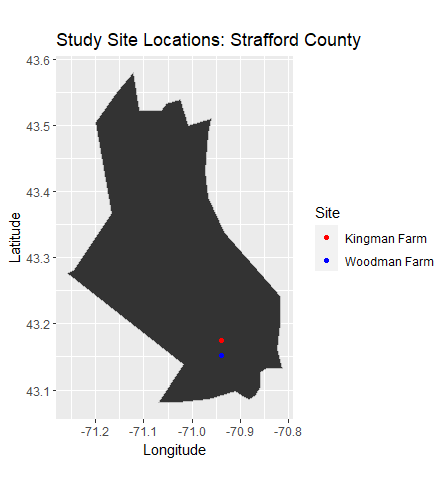 Study Site Locations: Strafford County
43.6
43.5
43.4
43.3
43.2
43.1
Latitude
-71.2
-71.1
-71.0
-70.9
-70.8
Longitude
Site
Kingman Farm
Woodman Farm